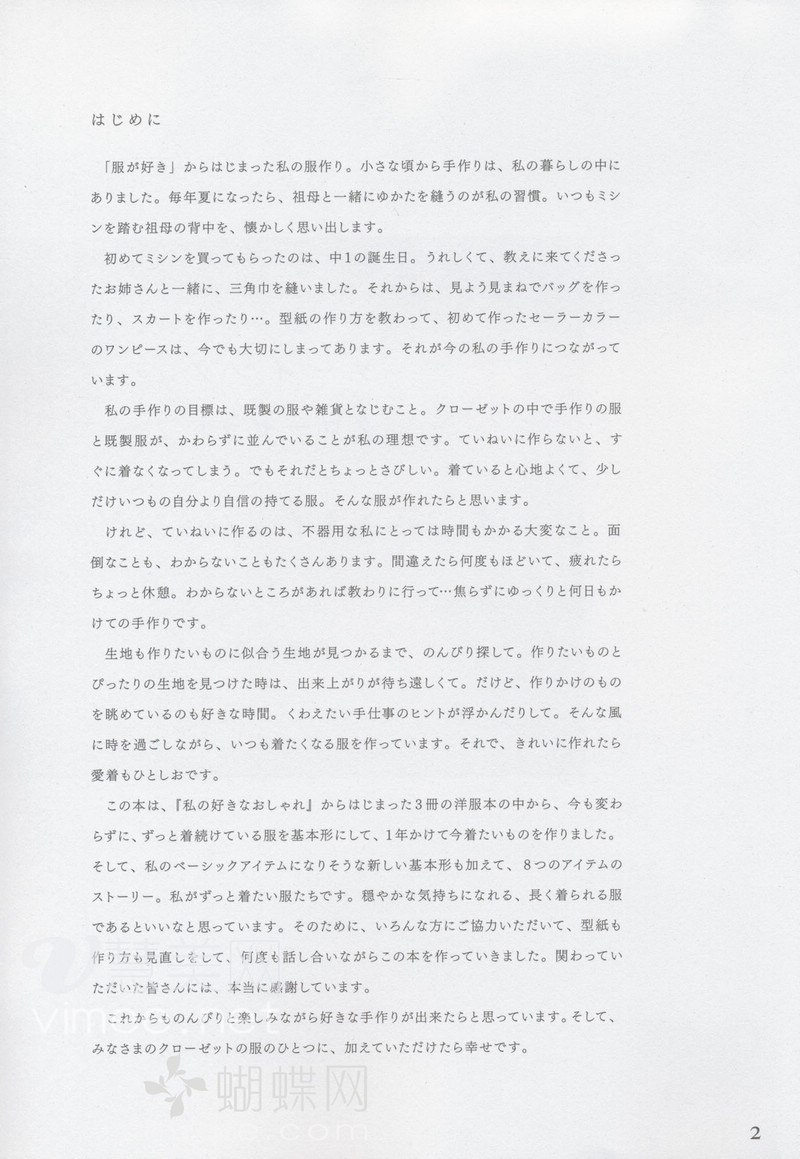 はじめに
「服が好き」からはじまった私の服作り。小さな頃から手作りは、私の暮らしの中に
ありました。毎年夏になったら、祖母と一緒にゆかたを縫うのが私の習慣。いつもミシ
ンを踏む祖母の背中を、懐かしく思い出します。
初めてミシンを買ってもらったのは、中1の誕生日。うれしくて、教えに来てくださっ
たお姉さんと一緒に、三角巾を縫いました。それからは、見よう見まねでバッグを作っ
たり、スカートを作ったり…。型紙の作り方を教わって、初めて作ったセーラーカラー
のワンピースは、今でも大切にしまってあります。それが今の私の手作りにつながって
います。
私の手作りの目標は、既製の服や雑貨となじむこと。クローゼットの中で手作りの服
と既製服が、かわらずに並んでいることが私の理想です。ていねいに作らないと、す
ぐに着なくなってしまう。でもそれだとちょっとさびしい。着ていると心地よくて、少し
だけいつもの自分より自信の持てる服。そんな服が作れたらと思います。
けれど、ていねいに作るのは、不器用な私にとっては時間もかかる大変なこと。面
倒なことも、わからないこともたくさんあります。間違えたら何度もほどいて、疲れたら
ちょっと休憩。わからないところがあれば教わりに行って…焦らずにゆっくりと何日もか
けての手作りです。
生地も作りたいものに似合う生地が見つかるまで、のんびり探して。作りたいものと
ぴったりの生地を見つけた時は、出来上がりが待ち遠しくて。だけど、作りかけのもの
を眺めているのも好きな時間。くわえたい手仕事のヒントが浮かんだりして。そんな風
に時を過ごしながら、いつも着たくなる服を作っています。それで、きれいに作れたら
愛着もひとしおです。
この本は、『私の好きなおしゃれ』からはじまった3冊の洋服本の中から、今も変わ
らずに、ずっと着続けている服を基本形にして、1年かけて今着たいものを作りました。
そして、私のベーシックアイテムになりそうな新しい基本形も加えて、8つのアイテムの
ストーリー。私がずっと着たい服たちです。穏やかな気持ちになれる、長く着られる服
であるといいなと思っています。そのために、いろんな方にご協力いただいて、型紙も
作り方も見直しをして、何度も話し合いながらこの本を作っていきました。関わってい
ただいた皆さんには、本当に感謝しています。
これからものんびりと楽しみながら好きな手作りが出来たらと思っています。そして、
みなさまのクローゼットの服のひとつに、加えていただけたら幸せです。
蝴蝶网
.com
2